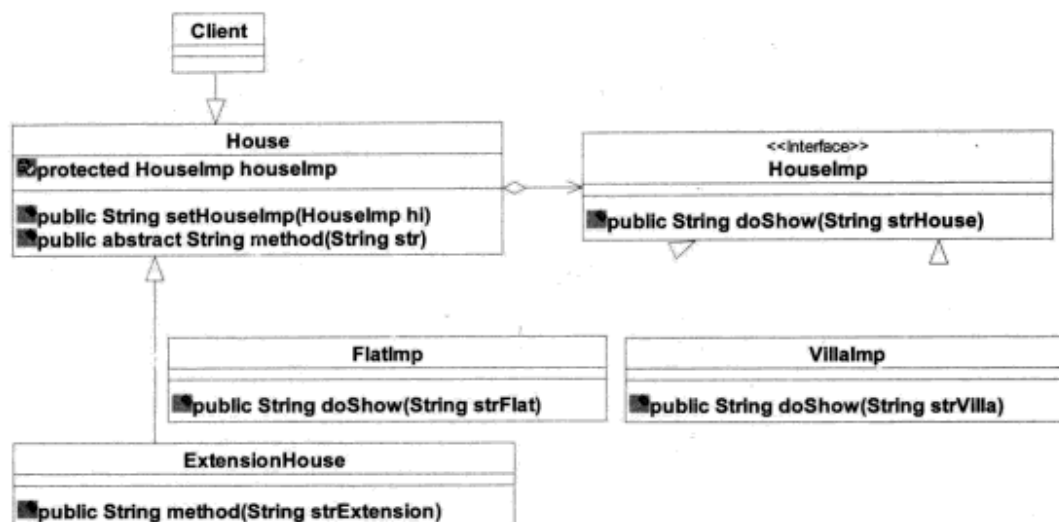 Client
House
protected HouseImp houseImp
public String setHouseImp(HouseImp hi)
public abstract String method(String str)
<<Interface>>
HouseImp
public String doShow(String strHouse)
FlatImp
public String doShow(String strFlat)
VillaImp
public String doShow(String strVilla)
ExtensionHouse
public String method(String strExtension)